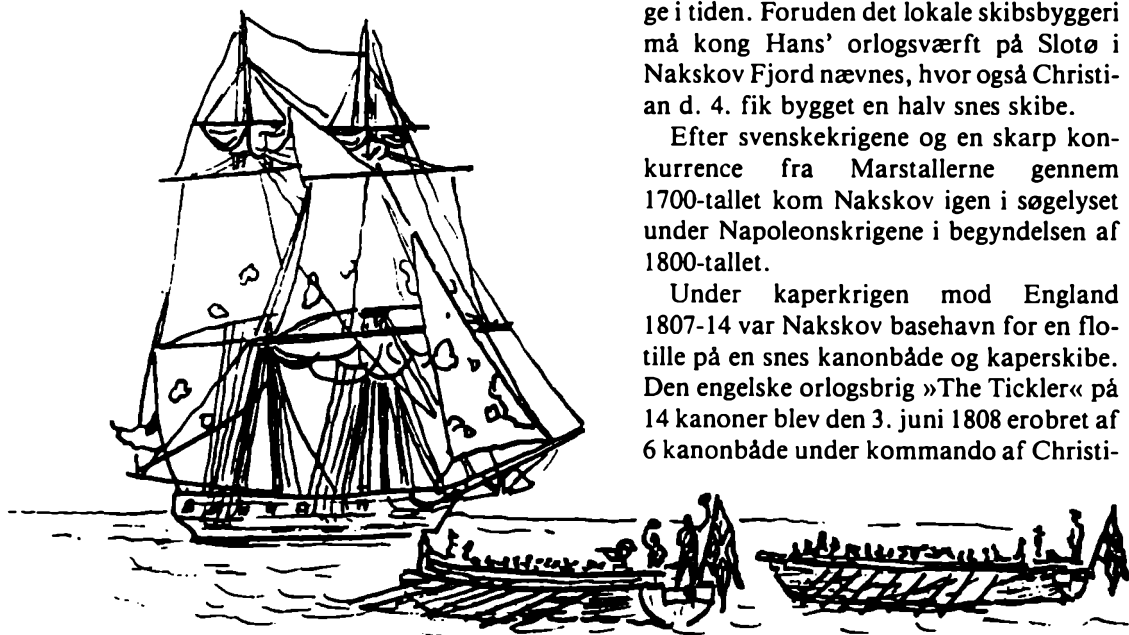 ge i tiden. Foruden det lokale skibsbyggeri
må kong Hans' orlogsværft på Slotø i
Nakskov Fjord nævnes, hvor også Christi-
an d. 4. fik bygget en halv snes skibe.
Efter svenskekrigene og en skarp kon-
kurrence fra Marstallerne gennem
1700-tallet kom Nakskov igen i søgelyset
under Napoleonskrigene i begyndelsen af
1800-tallet.
Under kaperkrigen mod England
1807-14 var Nakskov basehavn for en flo-
tille på en snes kanonbåde og kaperskibe.
Den engelske orlogsbrig »The Tickler« på
14 kanoner blev den 3. juni 1808 erobret af
6 kanonbåde under kommando af Christi-